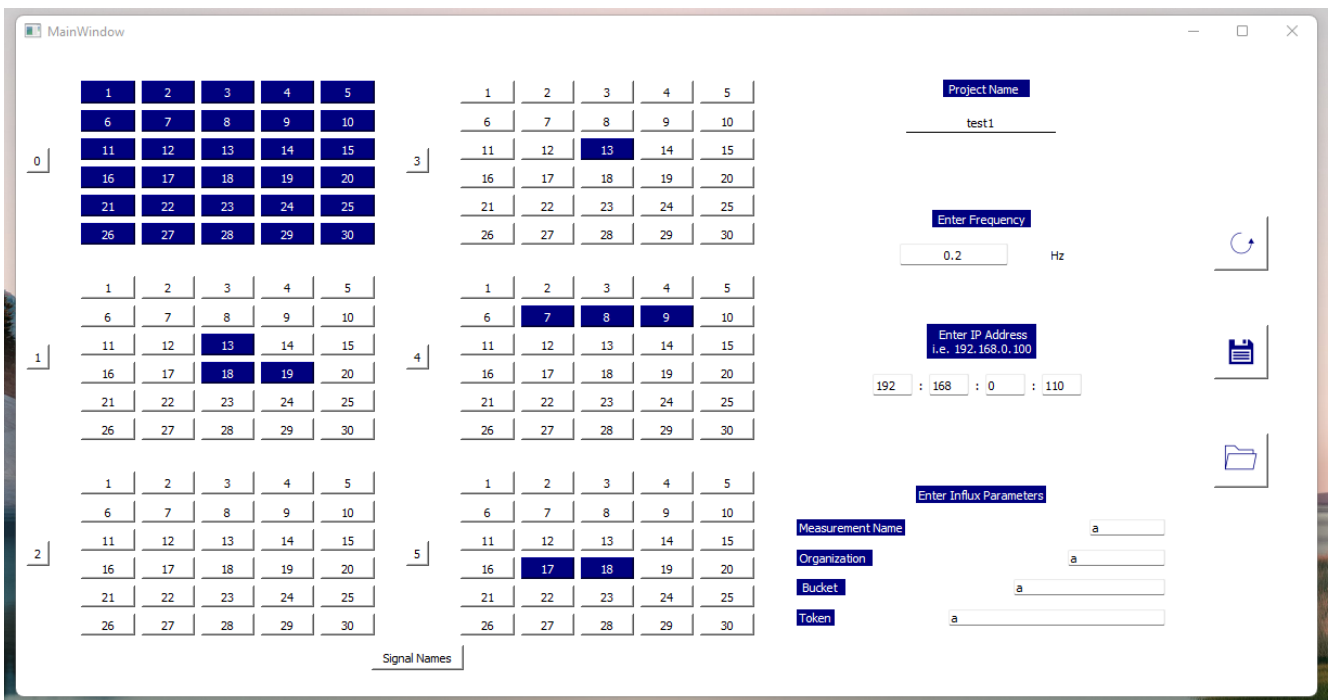 MainWindow
0
1 2 3 4 5
6 7 8 9 10
11 12 13 14 15
16 17 18 19 20
21 22 23 24 25
26 27 28 29 30
3
1 2 3 4 5
6 7 8 9 10
11 12 13 14 15
16 17 18 19 20
21 22 23 24 25
26 27 28 29 30
1
1 2 3 4 5
6 7 8 9 10
11 12 13 14 15
16 17 18 19 20
21 22 23 24 25
26 27 28 29 30
4
1 2 3 4 5
6 7 8 9 10
11 12 13 14 15
16 17 18 19 20
21 22 23 24 25
26 27 28 29 30
2
1 2 3 4 5
6 7 8 9 10
11 12 13 14 15
16 17 18 19 20
21 22 23 24 25
26 27 28 29 30
5
1 2 3 4 5
6 7 8 9 10
11 12 13 14 15
16 17 18 19 20
21 22 23 24 25
26 27 28 29 30
Signal Names
Project Name
test1
Enter Frequency
0.2 Hz
Enter IP Address
i.e. 192.168.0.100
192 : 168 : 0 : 110
Enter Influx Parameters
Measurement Name a
Organization a
Bucket a
Token a